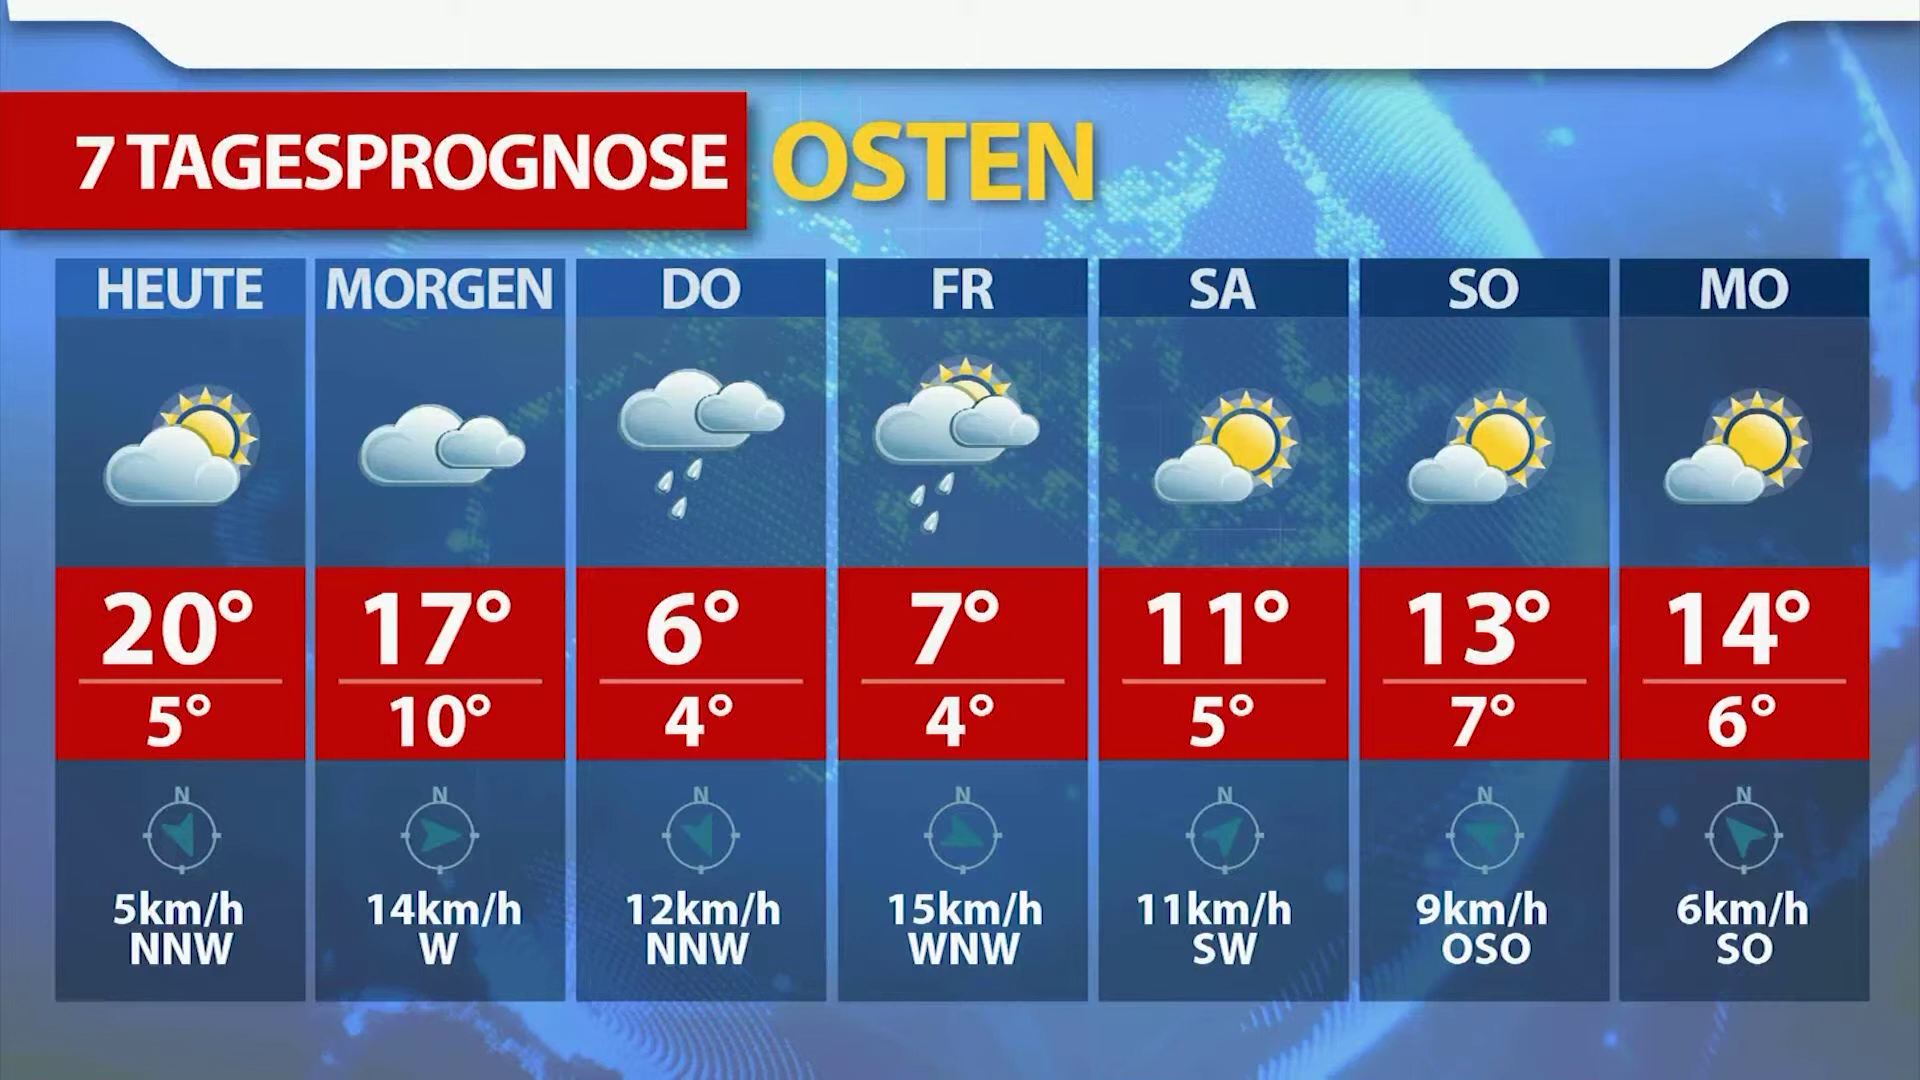 7 TAGESPROGNOSE OSTEN
HEUTE MORGEN DO FR SA SO MO
20° 17° 6° 7° 11° 13° 14°
5° 10° 4° 4° 5° 7° 6°
N N N N N N N
5km/h 14km/h 12km/h 15km/h 11km/h 9km/h 6km/h
NNW W NNW WNW SW OSO SO